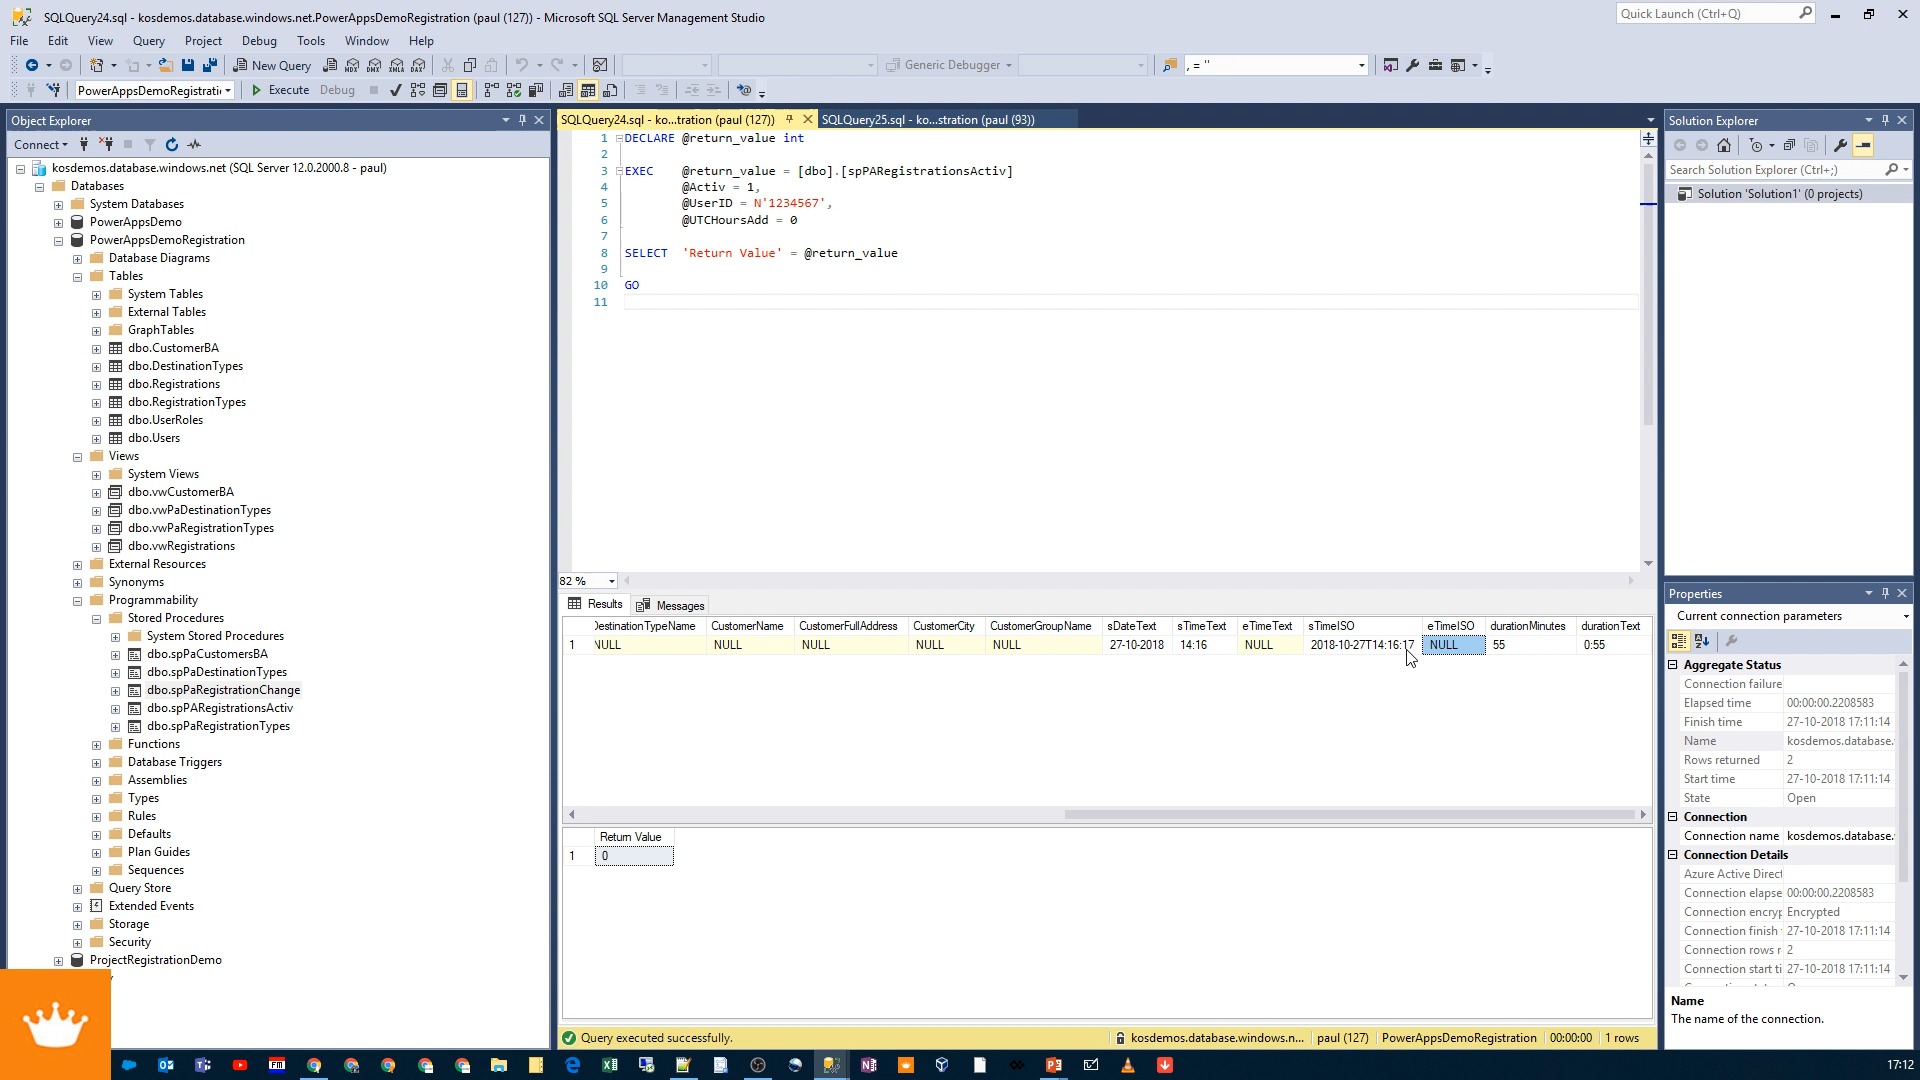 SQLQuery24.sql - kosdemos.database.windows.net.PowerAppsDemoRegistration (paul (127)) - Microsoft SQL Server Management Studio
Quick Launch (Ctrl+Q)
File Edit View Query Project Debug Tools Window Help
New Query
Generic Debugger
, = "
PowerAppsDemoRegistrati
Execute Debug
Object Explorer
Connect
kosdemos.database.windows.net (SQL Server 12.0.2000.8 - paul)
Databases
System Databases
PowerAppsDemo
PowerAppsDemoRegistration
Database Diagrams
Tables
System Tables
External Tables
GraphTables
dbo.CustomerBA
dbo.DestinationTypes
dbo.Registrations
dbo.RegistrationTypes
dbo.UserRoles
dbo.Users
Views
System Views
dbo.vwCustomerBA
dbo.vwPaDestinationTypes
dbo.vwPaRegistrationTypes
dbo.vwRegistrations
External Resources
Synonyms
Programmability
Stored Procedures
System Stored Procedures
dbo.spPaCustomersBA
dbo.spPaDestinationTypes
dbo.spPaRegistrationChange
dbo.spPARegistrationsActiv
dbo.spPaRegistrationTypes
Functions
Database Triggers
Assemblies
Types
Rules
Defaults
Plan Guides
Sequences
Query Store
Extended Events
Storage
Security
ProjectRegistrationDemo
SQLQuery24.sql - ko...tration (paul (127))
SQLQuery25.sql - ko...stration (paul (93))
1 DECLARE @return_value int
2
3 EXEC @return_value = [dbo].[spPARegistrationsActiv]
4 @Activ = 1,
5 @UserID = N'1234567',
6 @UTCHoursAdd = 0
7
8 SELECT 'Return Value' = @return_value
9
10 GO
11
82 %
Results Messages
DestinationTypeName CustomerName CustomerFullAddress CustomerCity CustomerGroupName sDateText sTimeText eTimeText sTimeISO eTimeISO durationMinutes durationText
1 NULL NULL NULL NULL NULL 27-10-2018 14:16 NULL 2018-10-27T14:16:17 NULL 55 0:55
Return Value
1 0
Query executed successfully.
kosdemos.database.windows.n... paul (127) PowerAppsDemoRegistration 00:00:00 1 rows
Solution Explorer
Search Solution Explorer (Ctrl+;)
Solution 'Solution1' (0 projects)
Properties
Current connection parameters
Aggregate Status
Connection failure
Elapsed time 00:00:00.2208583
Finish time 27-10-2018 17:11:14
Name kosdemos.database.
Rows returned 2
Start time 27-10-2018 17:11:14
State Open
Connection
Connection name kosdemos.database.
Connection Details
Azure Active Direct
Connection elapse 00:00:00.2208583
Connection encryp Encrypted
Connection finish 27-10-2018 17:11:14
Connection rows r 2
Connection start ti 27-10-2018 17:11:14
Name
The name of the connection.
17:12